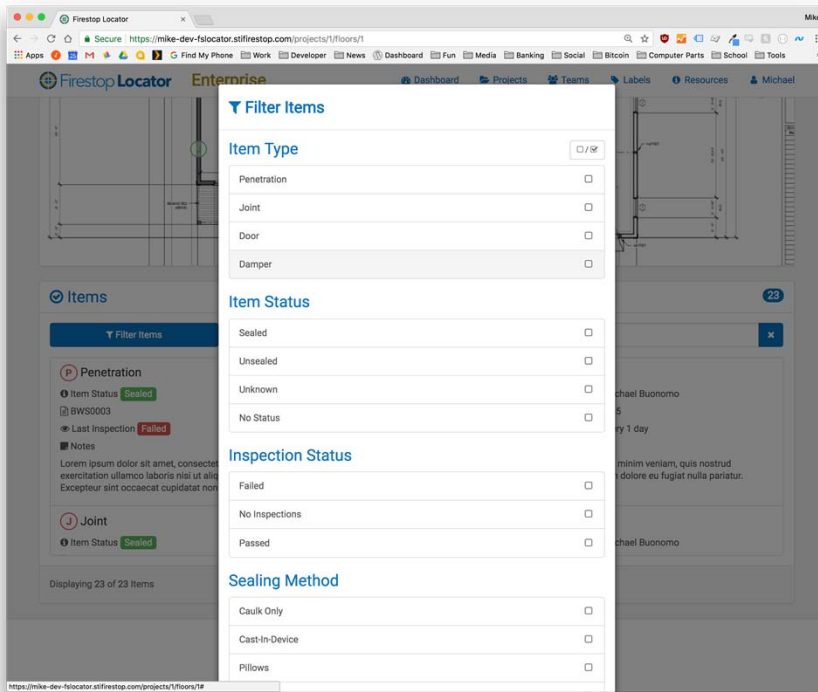 Firestop Locator
Mike
Secure https://mike-dev-fslocator.stifirestop.com/projects/1/floors/1
Apps G Find My Phone Work Developer News Dashboard Fun Media Banking Social Bitcoin Computer Parts School Tools
Firestop Locator Enterprise Dashboard Projects Teams Labels Resources Michael
Filter Items
Item Type
Penetration
Joint
Door
Damper
Items 23
Filter Items
Item Status
Sealed
Unsealed
Unknown
No Status
Penetration
Item Status Sealed chael Buonomo
BWS0003 5
Last Inspection Failed ry 1 day
Notes
Lorem ipsum dolor sit amet, consectet minim veniam, quis nostrud
exercitation ullamco laboris nisi ut aliq dolore eu fugiat nulla pariatur.
Excepteur sint occaecat cupidatat non
Inspection Status
Failed
No Inspections
Passed
J Joint
Item Status Sealed chael Buonomo
Displaying 23 of 23 Items
Sealing Method
Caulk Only
Cast-In-Device
Pillows
https://mike-dev-fslocator.stifirestop.com/projects/1/floors/1#